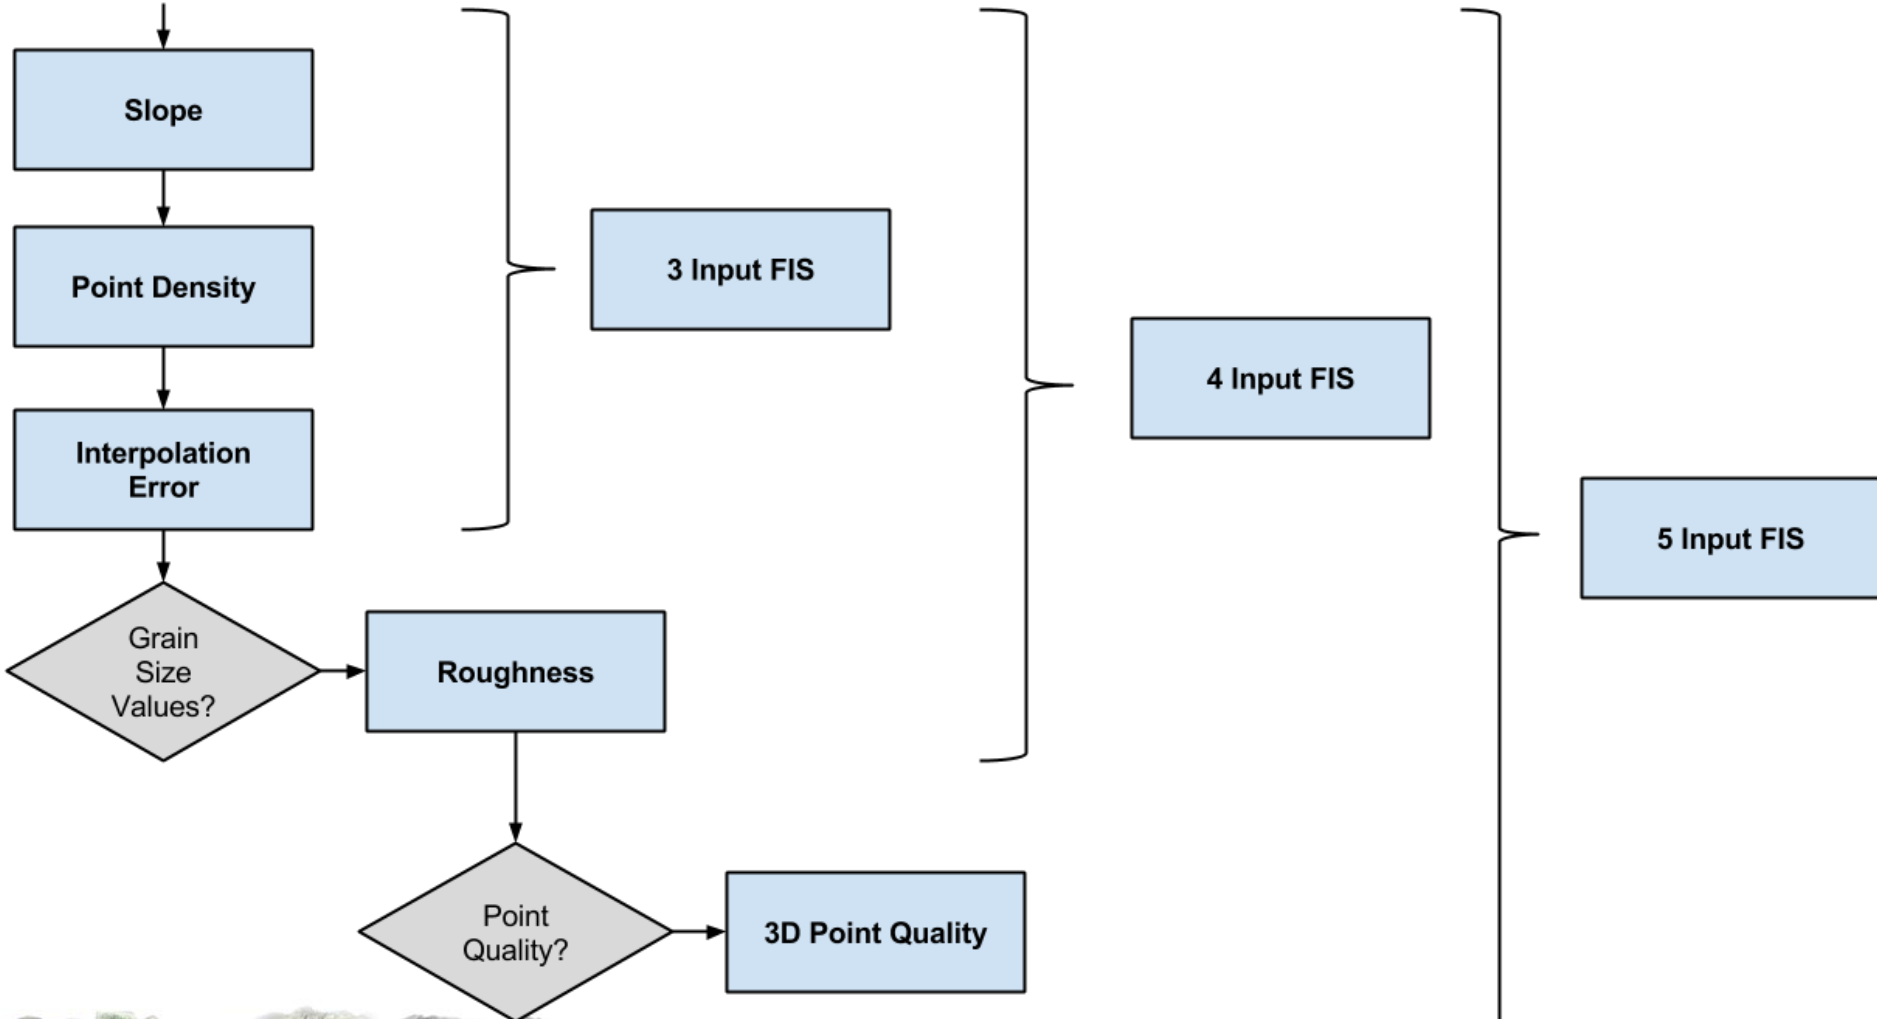 Slope
Point Density
3 Input FIS
4 Input FIS
Interpolation
Error
5 Input FIS
Grain
Size
Values?
Roughness
Point
Quality?
3D Point Quality